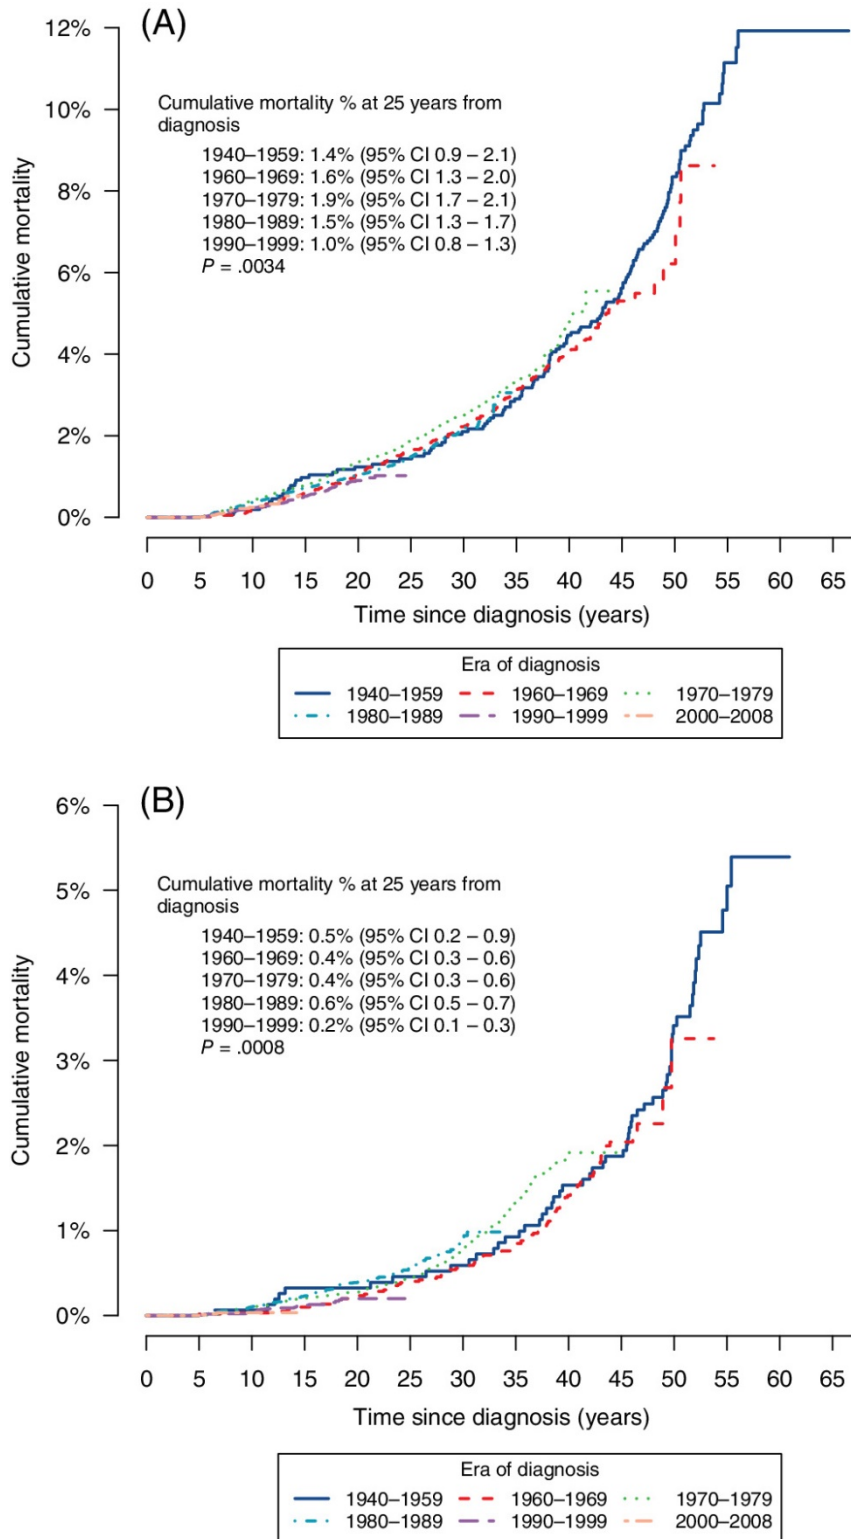 (A)
12%
10%
8%
6%
4%
2%
0%
Cumulative mortality
Cumulative mortality % at 25 years from
diagnosis
1940–1959: 1.4% (95% CI 0.9 – 2.1)
1960–1969: 1.6% (95% CI 1.3 – 2.0)
1970–1979: 1.9% (95% CI 1.7 – 2.1)
1980–1989: 1.5% (95% CI 1.3 – 1.7)
1990–1999: 1.0% (95% CI 0.8 – 1.3)
P = .0034
0 5 10 15 20 25 30 35 40 45 50 55 60 65
Time since diagnosis (years)
Era of diagnosis
1940–1959 1960–1969 1970–1979
1980–1989 1990–1999 2000–2008
(B)
6%
5%
4%
3%
2%
1%
0%
Cumulative mortality
Cumulative mortality % at 25 years from
diagnosis
1940–1959: 0.5% (95% CI 0.2 – 0.9)
1960–1969: 0.4% (95% CI 0.3 – 0.6)
1970–1979: 0.4% (95% CI 0.3 – 0.6)
1980–1989: 0.6% (95% CI 0.5 – 0.7)
1990–1999: 0.2% (95% CI 0.1 – 0.3)
P = .0008
0 5 10 15 20 25 30 35 40 45 50 55 60 65
Time since diagnosis (years)
Era of diagnosis
1940–1959 1960–1969 1970–1979
1980–1989 1990–1999 2000–2008